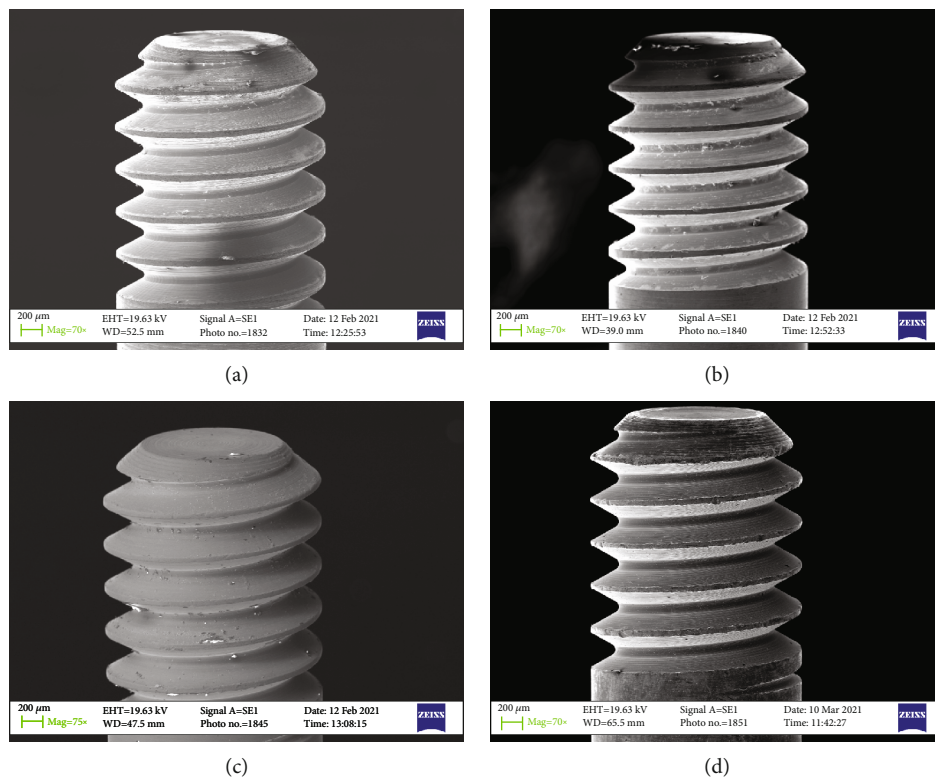 200 µm
Mag=70×
EHT=19.63 kV
WD=52.5 mm
Signal A=SE1
Photo no.=1832
Date: 12 Feb 2021
Time: 12:25:53
ZEISS
(a)
200 µm
Mag=70×
EHT=19.63 kV
WD=39.0 mm
Signal A=SE1
Photo no.=1840
Date: 12 Feb 2021
Time: 12:52:33
ZEISS
(b)
200 µm
Mag=75×
EHT=19.63 kV
WD=47.5 mm
Signal A=SE1
Photo no.=1845
Date: 12 Feb 2021
Time: 13:08:15
ZEISS
(c)
200 µm
Mag=70×
EHT=19.63 kV
WD=65.5 mm
Signal A=SE1
Photo no.=1851
Date: 10 Mar 2021
Time: 11:42:27
ZEISS
(d)